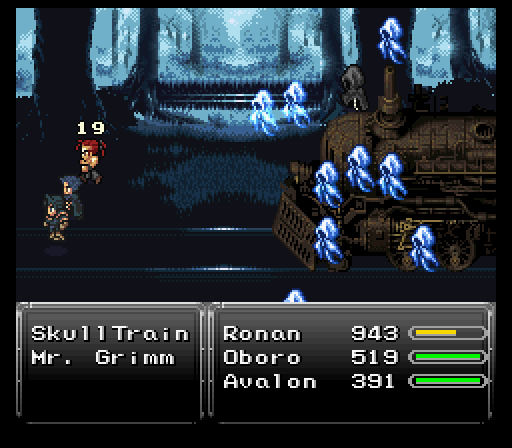 19
SkullTrain
Mr. Grimm
Ronan 943
Oboro 519
Avalon 391